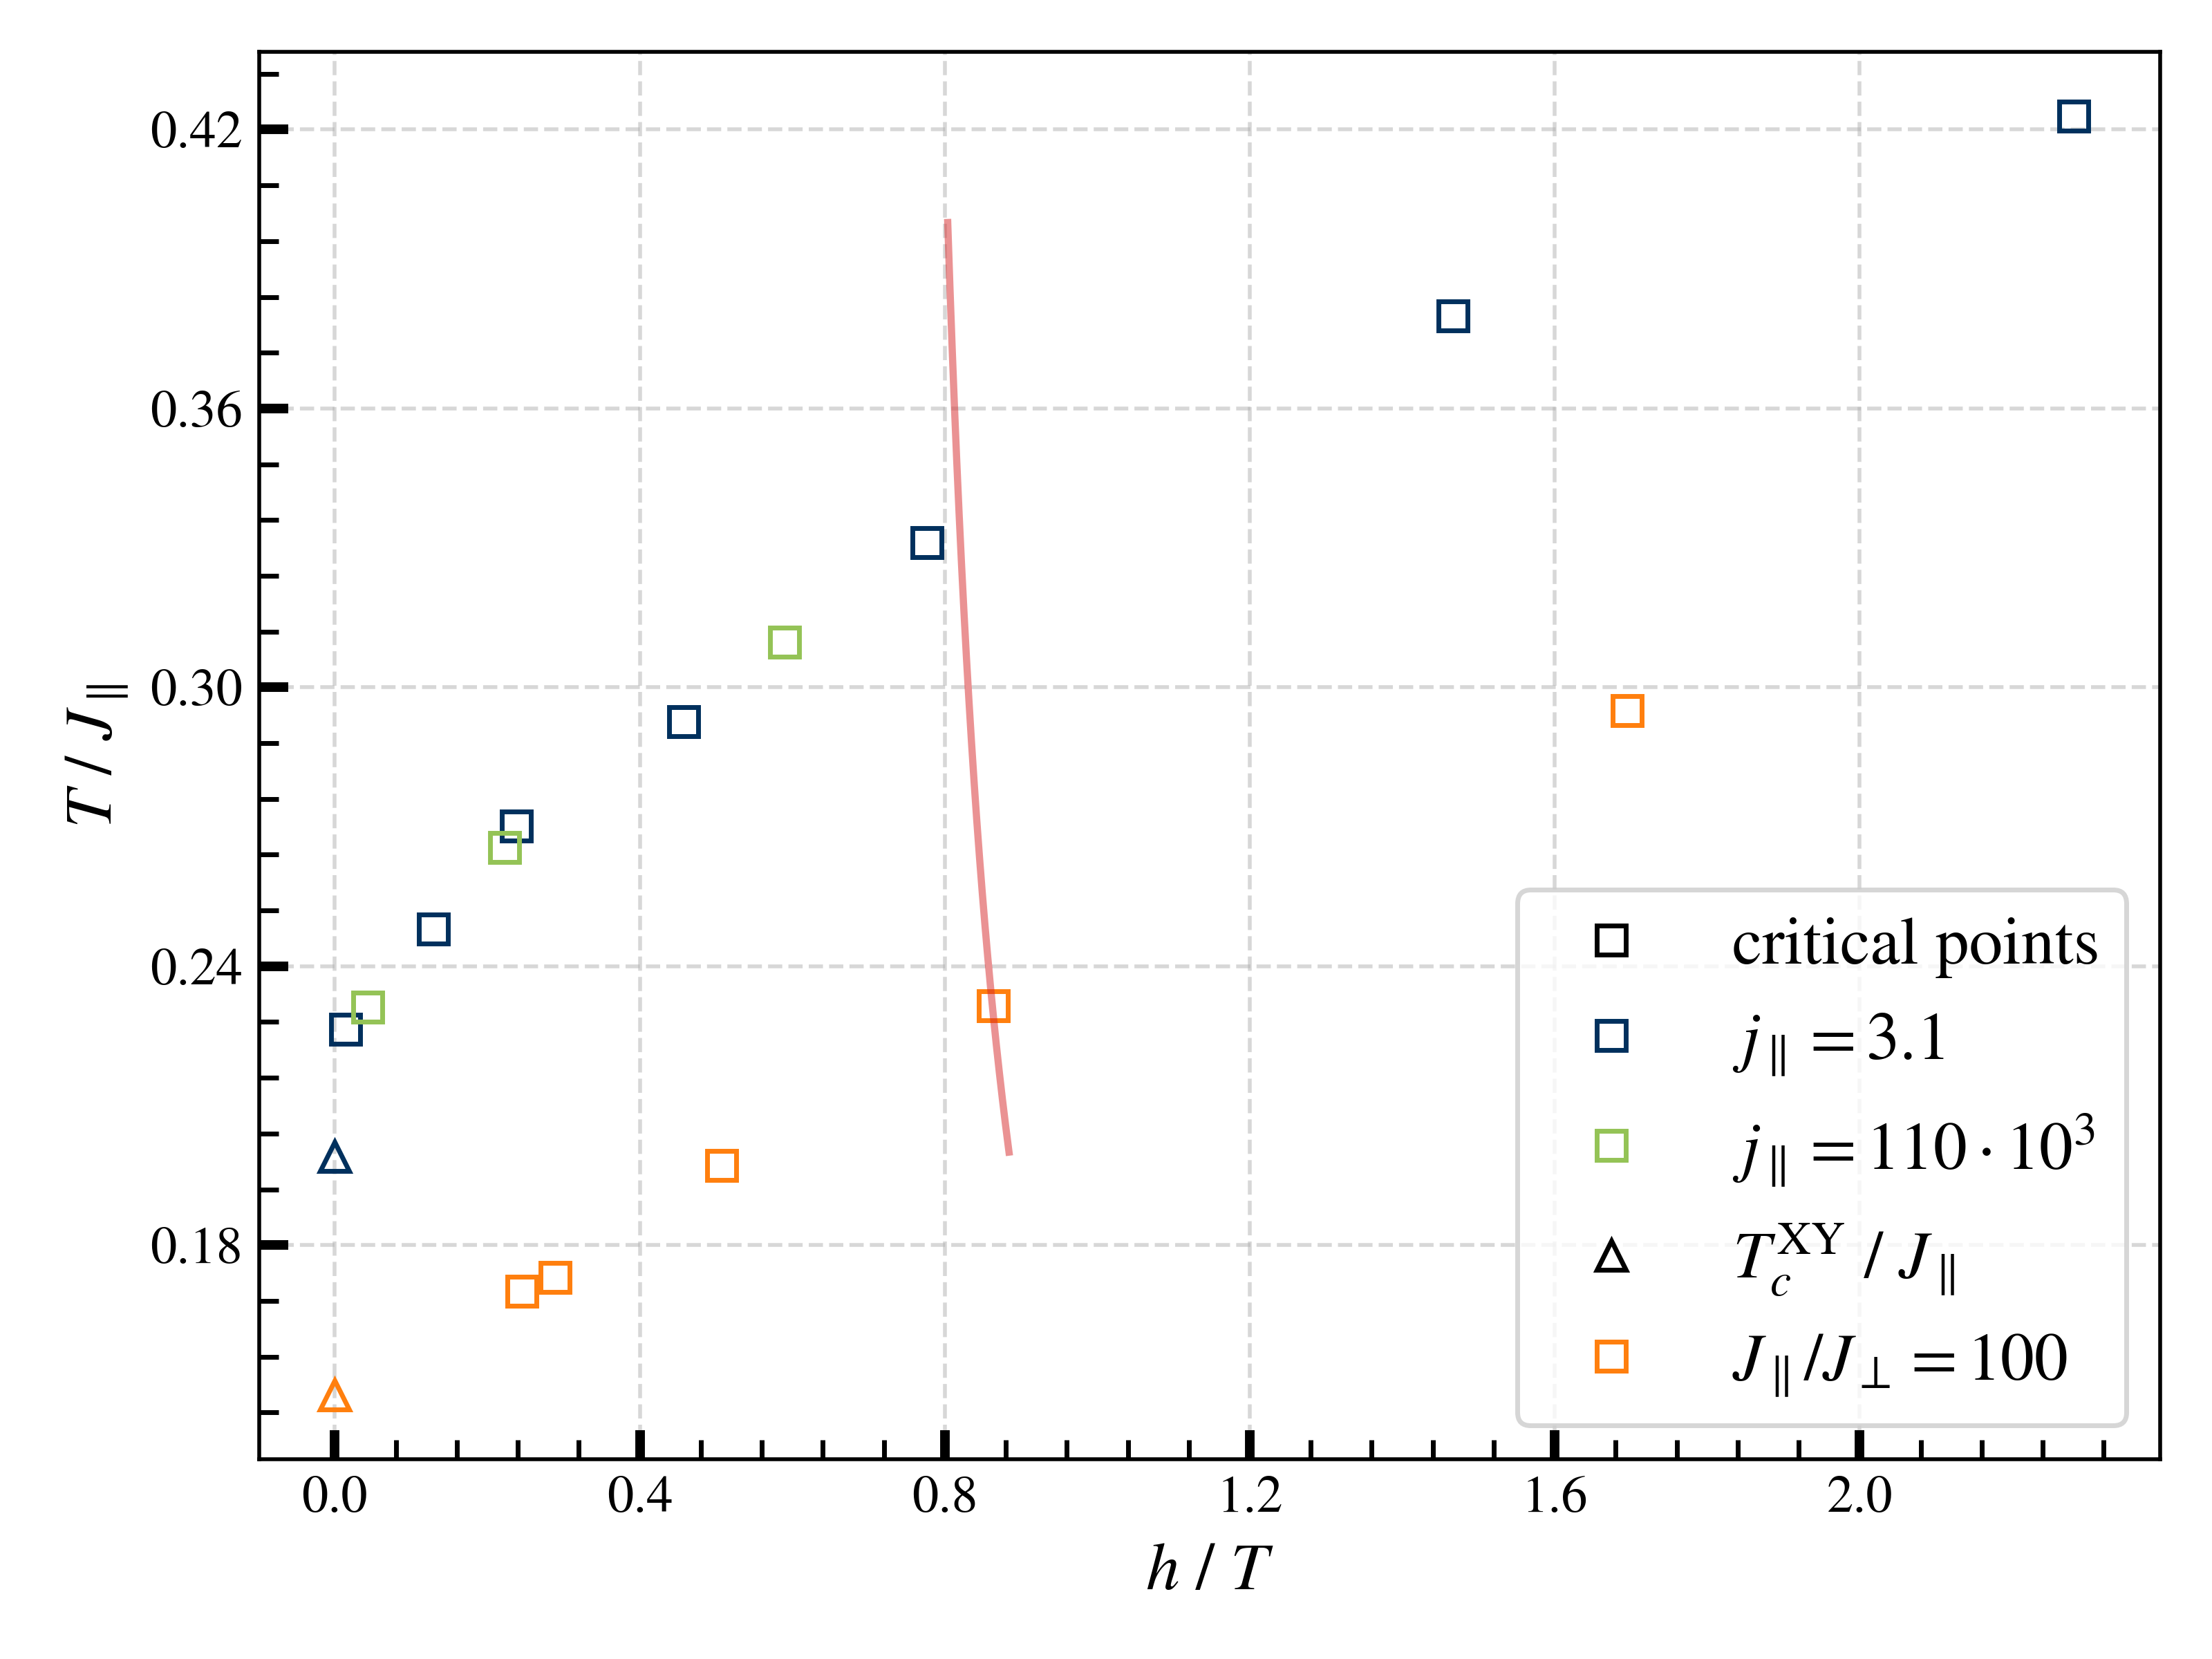 0.42
0.36
0.30
0.24
0.18
T / J∥
0.0 0.4 0.8 1.2 1.6 2.0
h / T
critical points
j∥ = 3.1
j∥ = 110 · 10³
T_c^XY / J∥
J∥/J⊥ = 100